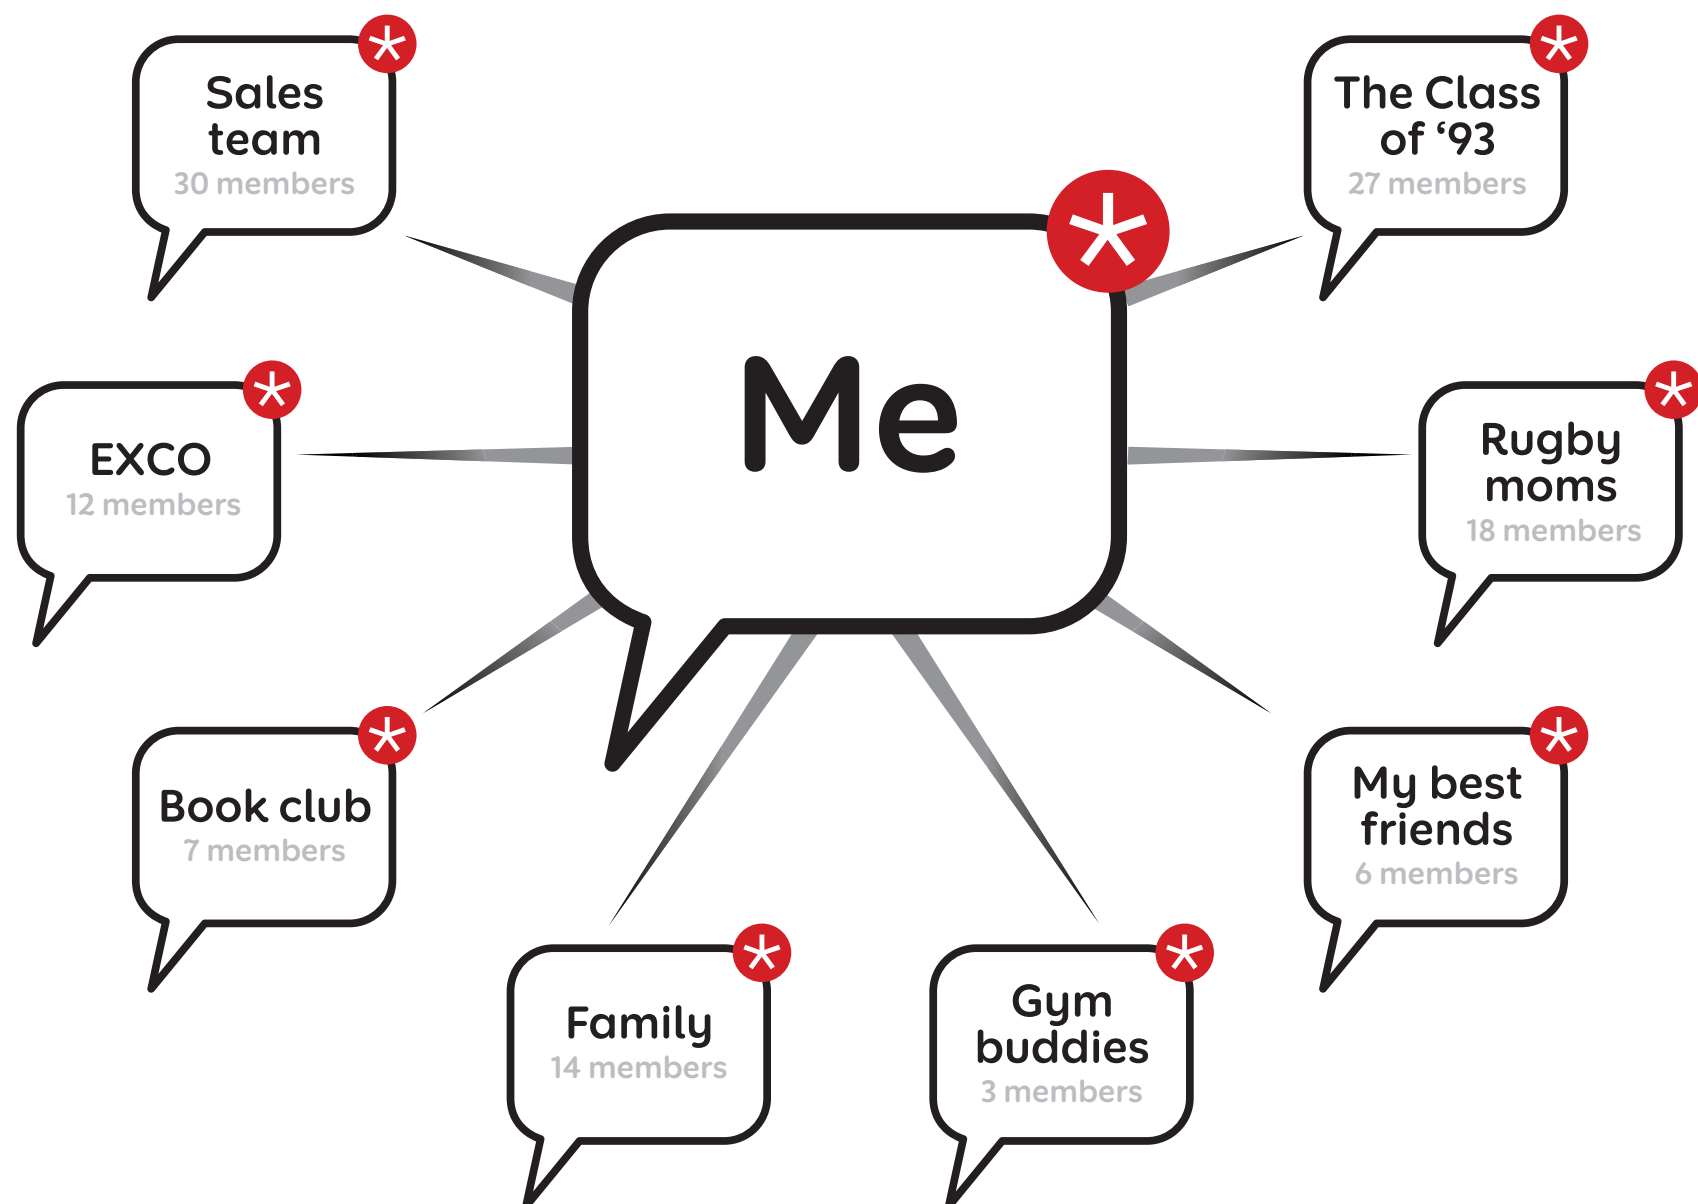 Sales
team
30 members
The Class
of ‘93
27 members
Me
EXCO
12 members
Rugby
moms
18 members
Book club
7 members
My best
friends
6 members
Family
14 members
Gym
buddies
3 members